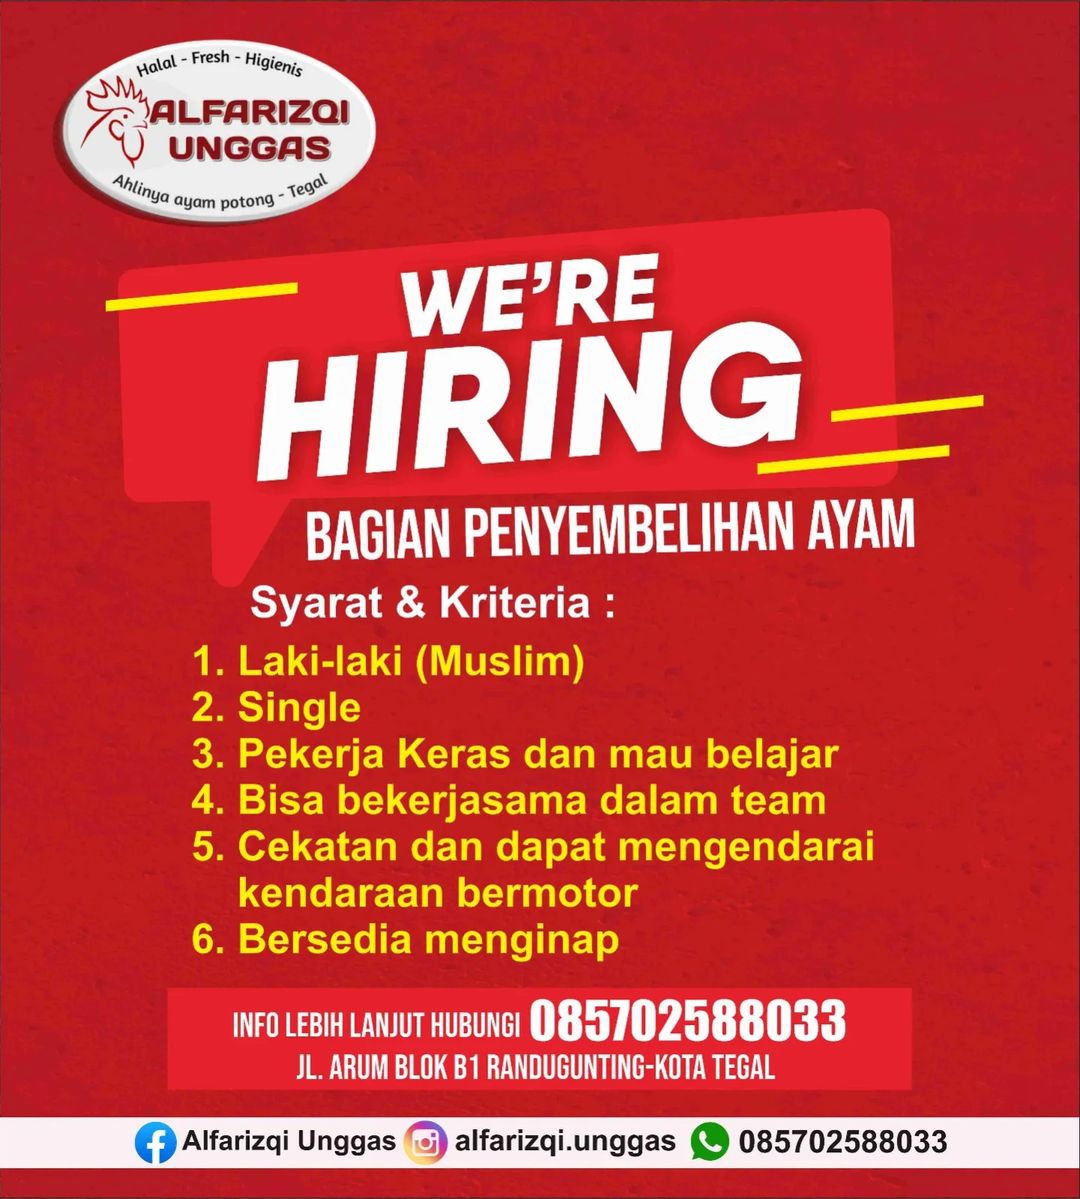 Halal - Fresh - Higienis
ALFARIZQI
UNGGAS
Ahlinya ayam potong - Tegal
WE'RE
HIRING
BAGIAN PENYEMBELIHAN AYAM
Syarat & Kriteria :
1. Laki-laki (Muslim)
2. Single
3. Pekerja Keras dan mau belajar
4. Bisa bekerjasama dalam team
5. Cekatan dan dapat mengendarai
kendaraan bermotor
6. Bersedia menginap
INFO LEBIH LANJUT HUBUNGI 085702588033
JL. ARUM BLOK B1 RANDUGUNTING-KOTA TEGAL
Alfarizqi Unggas alfarizqi.unggas 085702588033